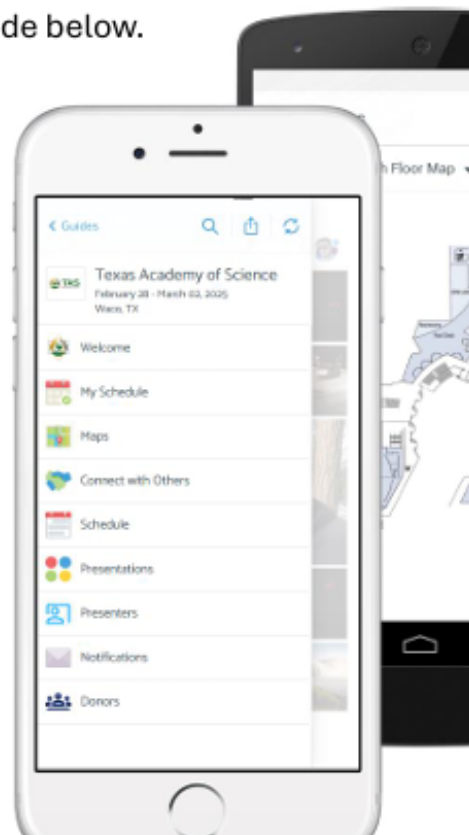 de below.
h Floor Map
Guides
TAS
Texas Academy of Science
February 28 - March 02, 2025
Waco, TX
Welcome
My Schedule
Maps
Connect with Others
Schedule
Presentations
Presenters
Notifications
Donors